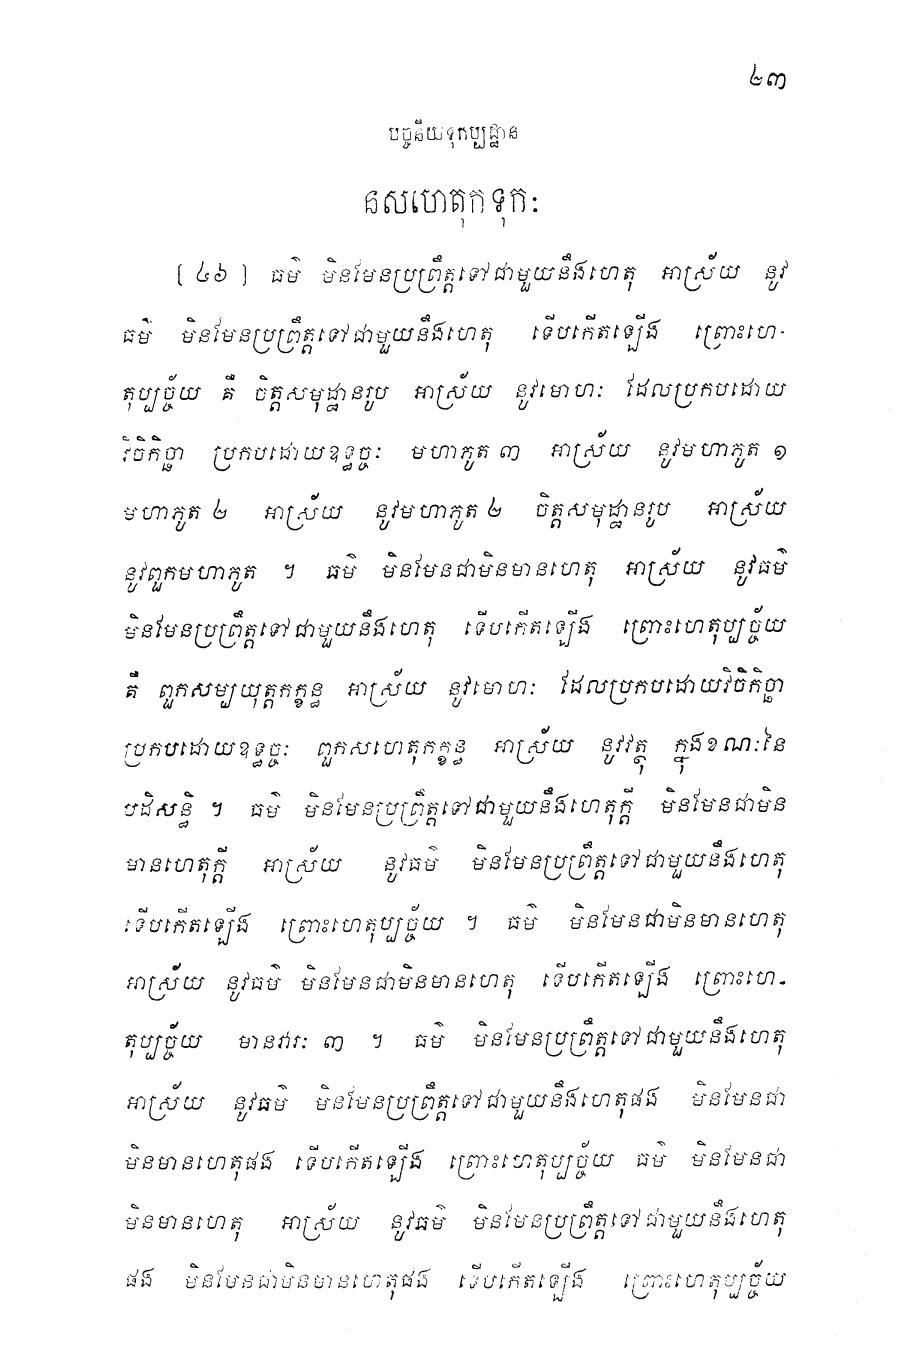 ៤៣
បច្ចនីយទុកប្បដ្ឋាន
នសហេតុកទុកៈ
[ ៤៦ ] ធម៌ មិនមែនប្រព្រឹត្តទៅជាមួយនឹងហេតុ អាស្រ័យ នូវ
ធម៌ មិនមែនប្រព្រឹត្តទៅជាមួយនឹងហេតុ ទើបកើតឡើង ព្រោះហេ-
តុប្បច្ច័យ គឺ ចិត្តសមុដ្ឋានរូប អាស្រ័យ នូវមោហៈ ដែលប្រកបដោយ
វិចិកិច្ឆា ប្រកបដោយឧទ្ធច្ចៈ មហាភូត ៣ អាស្រ័យ នូវមហាភូត ១
មហាភូត ២ អាស្រ័យ នូវមហាភូត ២ ចិត្តសមុដ្ឋានរូប អាស្រ័យ
នូវពួកមហាភូត ។ ធម៌ មិនមែនជាមិនមានហេតុ អាស្រ័យ នូវធម៌
មិនមែនប្រព្រឹត្តទៅជាមួយនឹងហេតុ ទើបកើតឡើង ព្រោះហេតុប្បច្ច័យ
គឺ ពួកសម្បយុត្តកក្ខន្ធ អាស្រ័យ នូវមោហៈ ដែលប្រកបដោយវិចិកិច្ឆា
ប្រកបដោយឧទ្ធច្ចៈ ពួកសហេតុកក្ខន្ធ អាស្រ័យ នូវវត្ថុ ក្នុងខណៈនៃ
បដិសន្ធិ ។ ធម៌ មិនមែនប្រព្រឹត្តទៅជាមួយនឹងហេតុក្តី មិនមែនជាមិន
មានហេតុក្តី អាស្រ័យ នូវធម៌ មិនមែនប្រព្រឹត្តទៅជាមួយនឹងហេតុ
ទើបកើតឡើង ព្រោះហេតុប្បច្ច័យ ។ ធម៌ មិនមែនជាមិនមានហេតុ
អាស្រ័យ នូវធម៌ មិនមែនជាមិនមានហេតុ ទើបកើតឡើង ព្រោះហេ-
តុប្បច្ច័យ មានវារៈ ៣ ។ ធម៌ មិនមែនប្រព្រឹត្តទៅជាមួយនឹងហេតុ
អាស្រ័យ នូវធម៌ មិនមែនប្រព្រឹត្តទៅជាមួយនឹងហេតុផង មិនមែនជា
មិនមានហេតុផង ទើបកើតឡើង ព្រោះហេតុប្បច្ច័យ ធម៌ មិនមែនជា
មិនមានហេតុ អាស្រ័យ នូវធម៌ មិនមែនប្រព្រឹត្តទៅជាមួយនឹងហេតុ
ផង មិនមែនជាមិនមានហេតុផង ទើបកើតឡើង ព្រោះហេតុប្បច្ច័យ